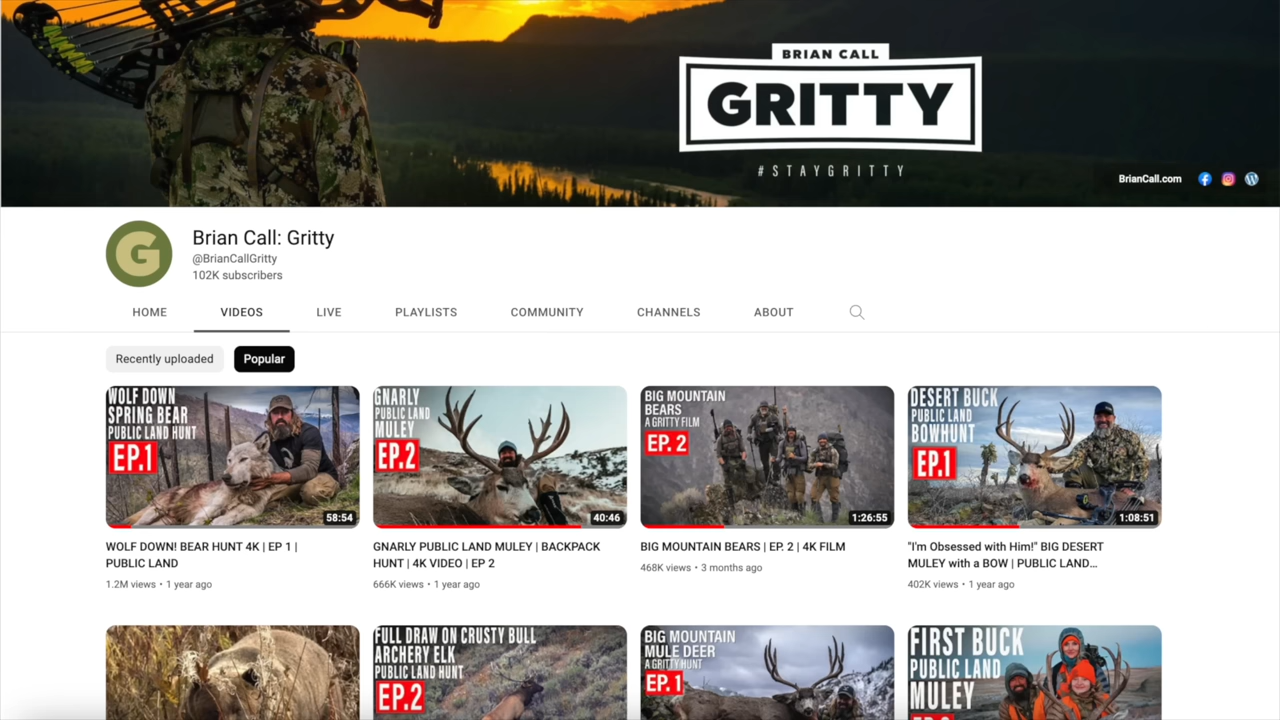 BRIAN CALL
GRITTY
#STAYGRITTY
BrianCall.com
G
Brian Call: Gritty
@BrianCallGritty
102K subscribers
HOME
VIDEOS
LIVE
PLAYLISTS
COMMUNITY
CHANNELS
ABOUT
Recently uploaded
Popular
WOLF DOWN
SPRING BEAR
PUBLIC LAND HUNT
EP.1
58:54
GNARLY
PUBLIC LAND
MULEY
EP.2
40:46
BIG MOUNTAIN
BEARS
A GRITTY FILM
EP. 2
1:26:55
DESERT BUCK
PUBLIC LAND
BOWHUNT
EP.1
1:08:51
WOLF DOWN! BEAR HUNT 4K | EP 1 |
PUBLIC LAND
1.2M views • 1 year ago
GNARLY PUBLIC LAND MULEY | BACKPACK
HUNT | 4K VIDEO | EP 2
666K views • 1 year ago
BIG MOUNTAIN BEARS | EP. 2 | 4K FILM
468K views • 3 months ago
"I'm Obsessed with Him!" BIG DESERT
MULEY with a BOW | PUBLIC LAND...
402K views • 1 year ago
FULL DRAW ON CRUSTY BULL
ARCHERY ELK
PUBLIC LAND HUNT
EP.2
BIG MOUNTAIN
MULE DEER
A GRITTY HUNT
EP. 1
FIRST BUCK
PUBLIC LAND
MULEY